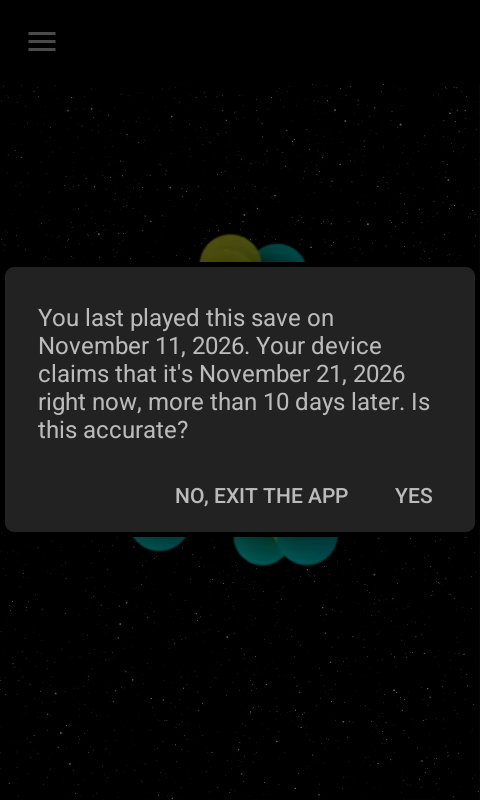 You last played this save on
November 11, 2026. Your device
claims that it's November 21, 2026
right now, more than 10 days later. Is
this accurate?
NO, EXIT THE APP YES